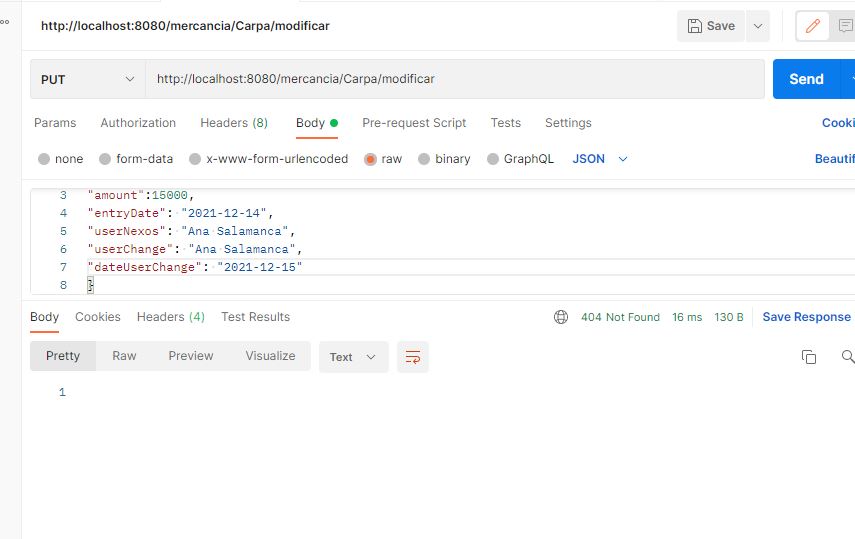 http://localhost:8080/mercancia/Carpa/modificar
Save
PUT
http://localhost:8080/mercancia/Carpa/modificar
Send
Params Authorization Headers (8) Body Pre-request Script Tests Settings Cooki
none form-data x-www-form-urlencoded raw binary GraphQL JSON Beautif
3 "amount":15000,
4 "entryDate": "2021-12-14",
5 "userNexos": "Ana Salamanca",
6 "userChange": "Ana Salamanca",
7 "dateUserChange": "2021-12-15"
8 }
Body Cookies Headers (4) Test Results 404 Not Found 16 ms 130 B Save Response
Pretty Raw Preview Visualize Text
1